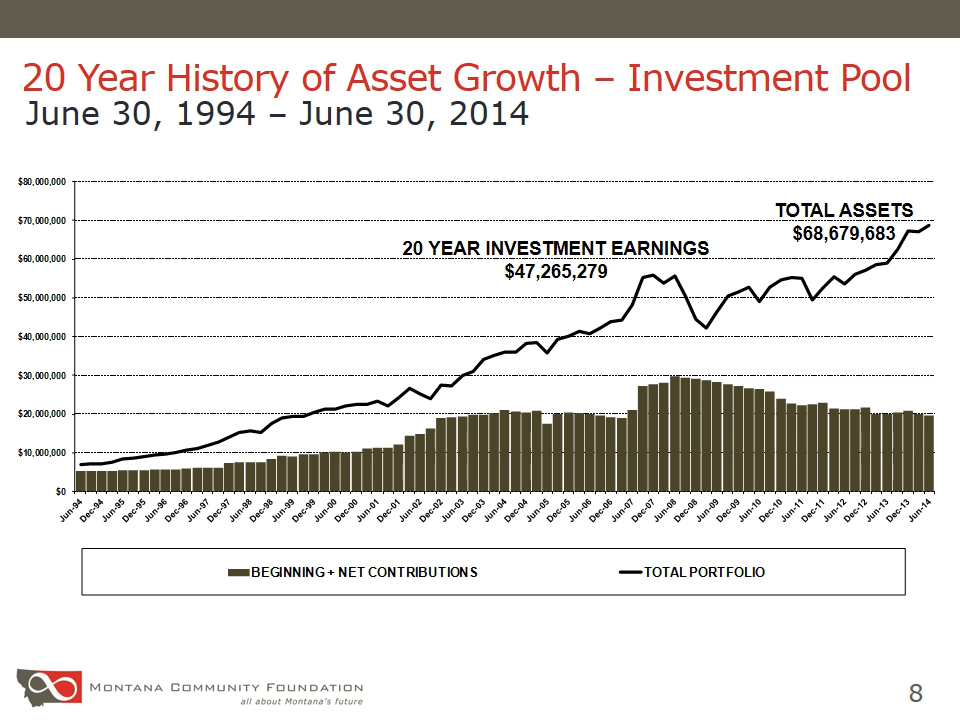 20 Year History of Asset Growth – Investment Pool
June 30, 1994 – June 30, 2014
$80,000,000
$70,000,000
$60,000,000
$50,000,000
$40,000,000
$30,000,000
$20,000,000
$10,000,000
$0
TOTAL ASSETS
$68,679,683
20 YEAR INVESTMENT EARNINGS
$47,265,279
Jun-94
Dec-94
Jun-95
Dec-95
Jun-96
Dec-96
Jun-97
Dec-97
Jun-98
Dec-98
Jun-99
Dec-99
Jun-00
Dec-00
Jun-01
Dec-01
Jun-02
Dec-02
Jun-03
Dec-03
Jun-04
Dec-04
Jun-05
Dec-05
Jun-06
Dec-06
Jun-07
Dec-07
Jun-08
Dec-08
Jun-09
Dec-09
Jun-10
Dec-10
Jun-11
Dec-11
Jun-12
Dec-12
Jun-13
Dec-13
Jun-14
BEGINNING + NET CONTRIBUTIONS
TOTAL PORTFOLIO
MONTANA COMMUNITY FOUNDATION
all about Montana's future
8